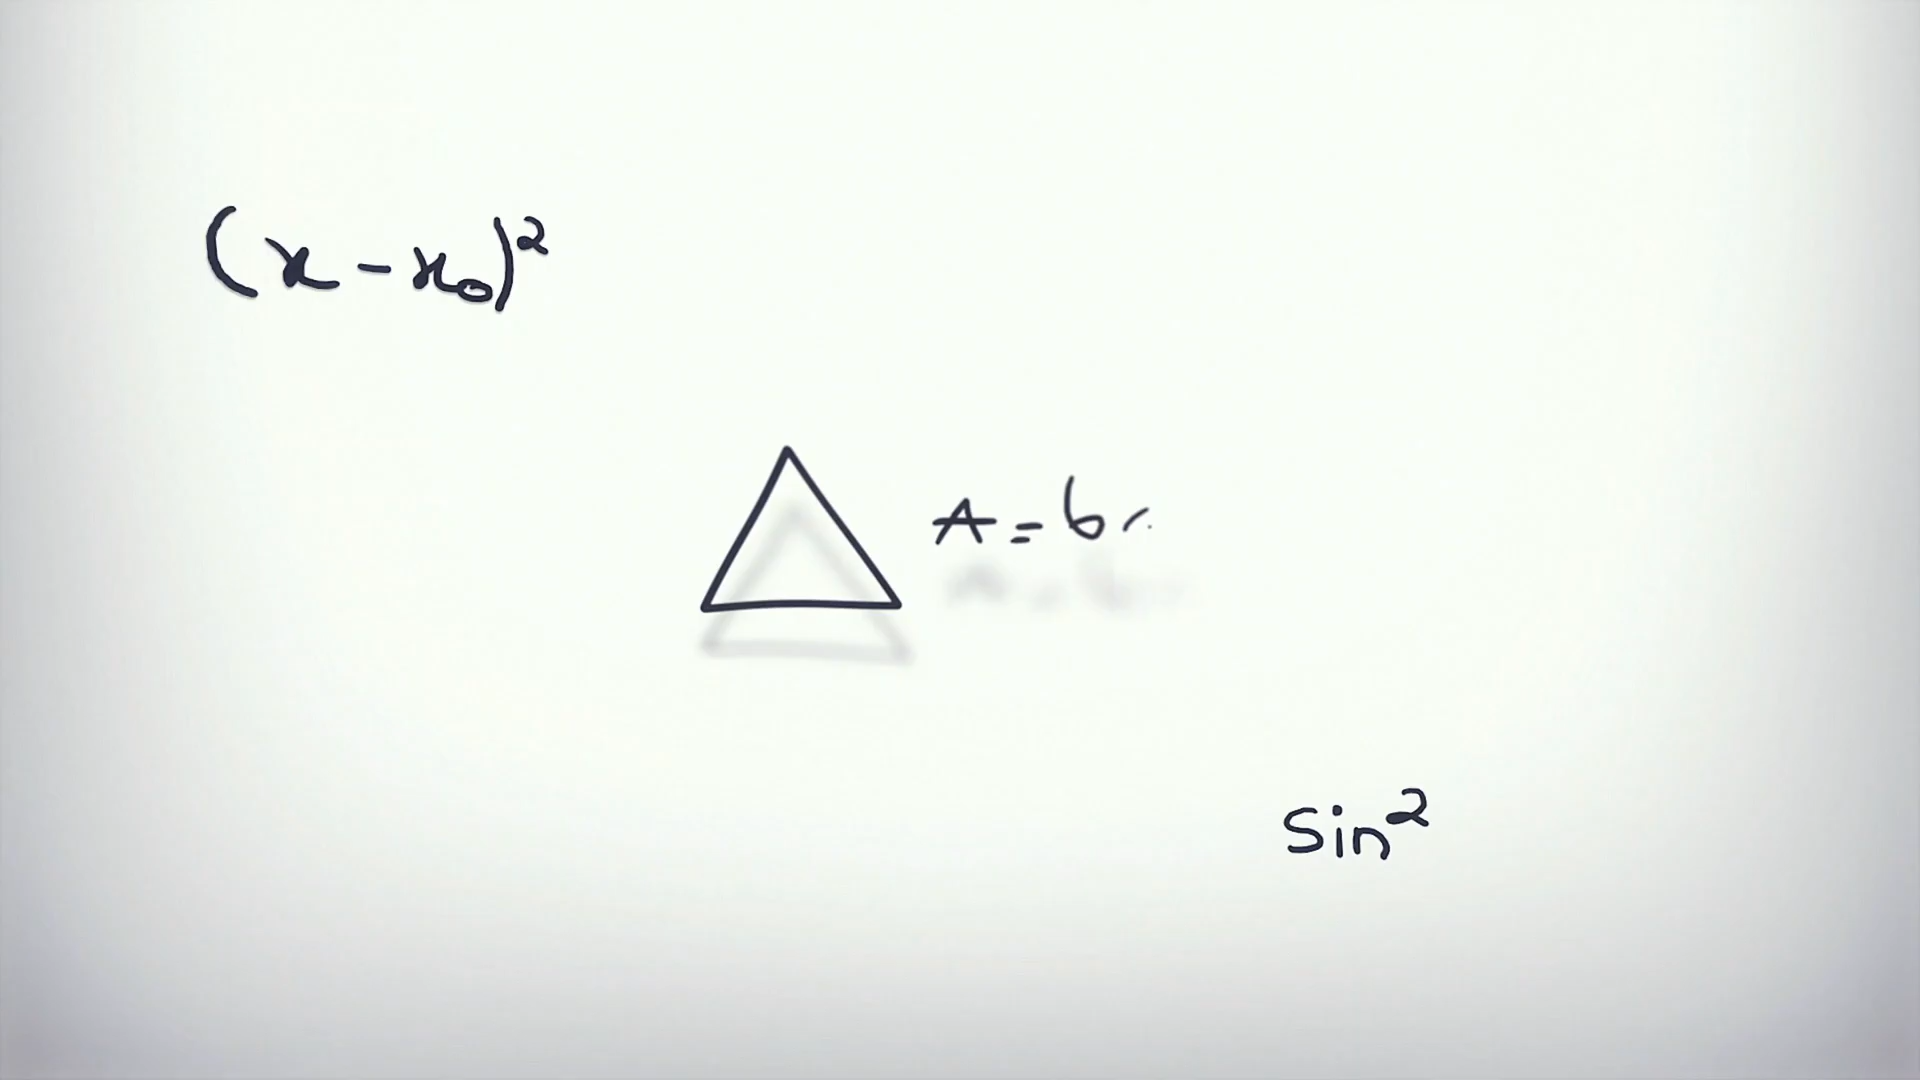 (x - x₀)²
A = b
sin²